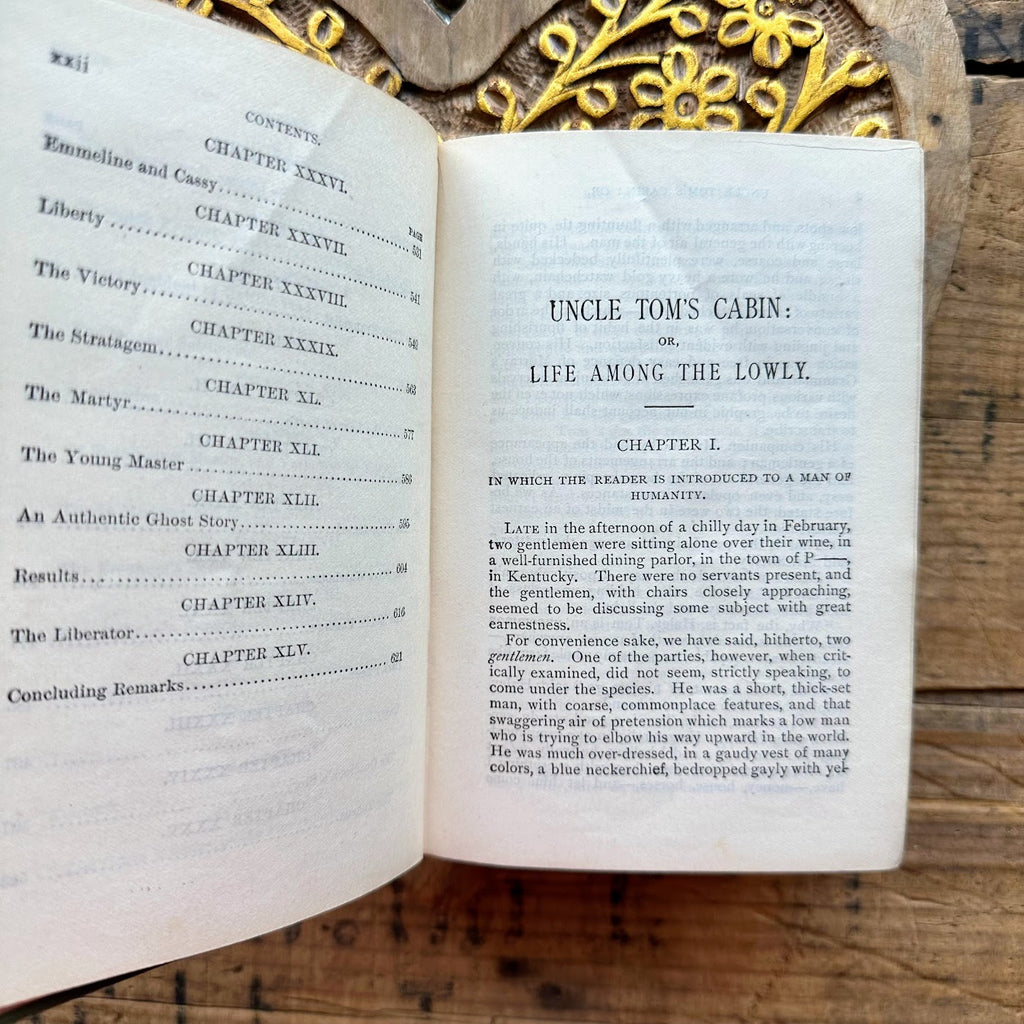 xxii
CONTENTS.
CHAPTER XXXVI.
PAGE
Emmeline and Cassy 531
CHAPTER XXXVII.
Liberty 541
CHAPTER XXXVIII.
The Victory
CHAPTER XXXIX.
The Stratagem 563
CHAPTER XL.
The Martyr 577
CHAPTER XLI.
The Young Master 586
CHAPTER XLII.
An Authentic Ghost Story 595
CHAPTER XLIII.
Results 604
CHAPTER XLIV.
The Liberator 616
CHAPTER XLV.
Concluding Remarks 621
UNCLE TOM'S CABIN:
OR,
LIFE AMONG THE LOWLY.
CHAPTER I.
IN WHICH THE READER IS INTRODUCED TO A MAN OF
HUMANITY.
LATE in the afternoon of a chilly day in February,
two gentlemen were sitting alone over their wine, in
a well-furnished dining parlor, in the town of P——,
in Kentucky. There were no servants present, and
the gentlemen, with chairs closely approaching,
seemed to be discussing some subject with great
earnestness.
For convenience sake, we have said, hitherto, two
gentlemen. One of the parties, however, when crit-
ically examined, did not seem, strictly speaking, to
come under the species. He was a short, thick-set
man, with coarse, commonplace features, and that
swaggering air of pretension which marks a low man
who is trying to elbow his way upward in the world.
He was much over-dressed, in a gaudy vest of many
colors, a blue neckerchief, bedropped gayly with yel-